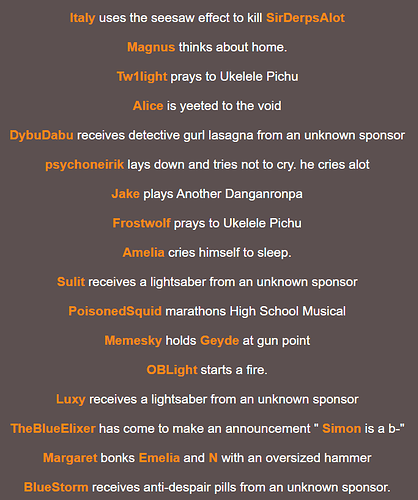 Italy uses the seesaw effect to kill SirDerpsAlot
Magnus thinks about home.
Tw1light prays to Ukelele Pichu
Alice is yeeted to the void
DybuDabu receives detective gurl lasagna from an unknown sponsor
psychoneirik lays down and tries not to cry. he cries alot
Jake plays Another Danganronpa
Frostwolf prays to Ukelele Pichu
Amelia cries himself to sleep.
Sulit receives a lightsaber from an unknown sponsor
PoisonedSquid marathons High School Musical
Memesky holds Geyde at gun point
OBLight starts a fire.
Luxy receives a lightsaber from an unknown sponsor
TheBlueElixer has come to make an announcement " Simon is a b-"
Margaret bonks Emelia and N with an oversized hammer
BlueStorm receives anti-despair pills from an unknown sponsor.